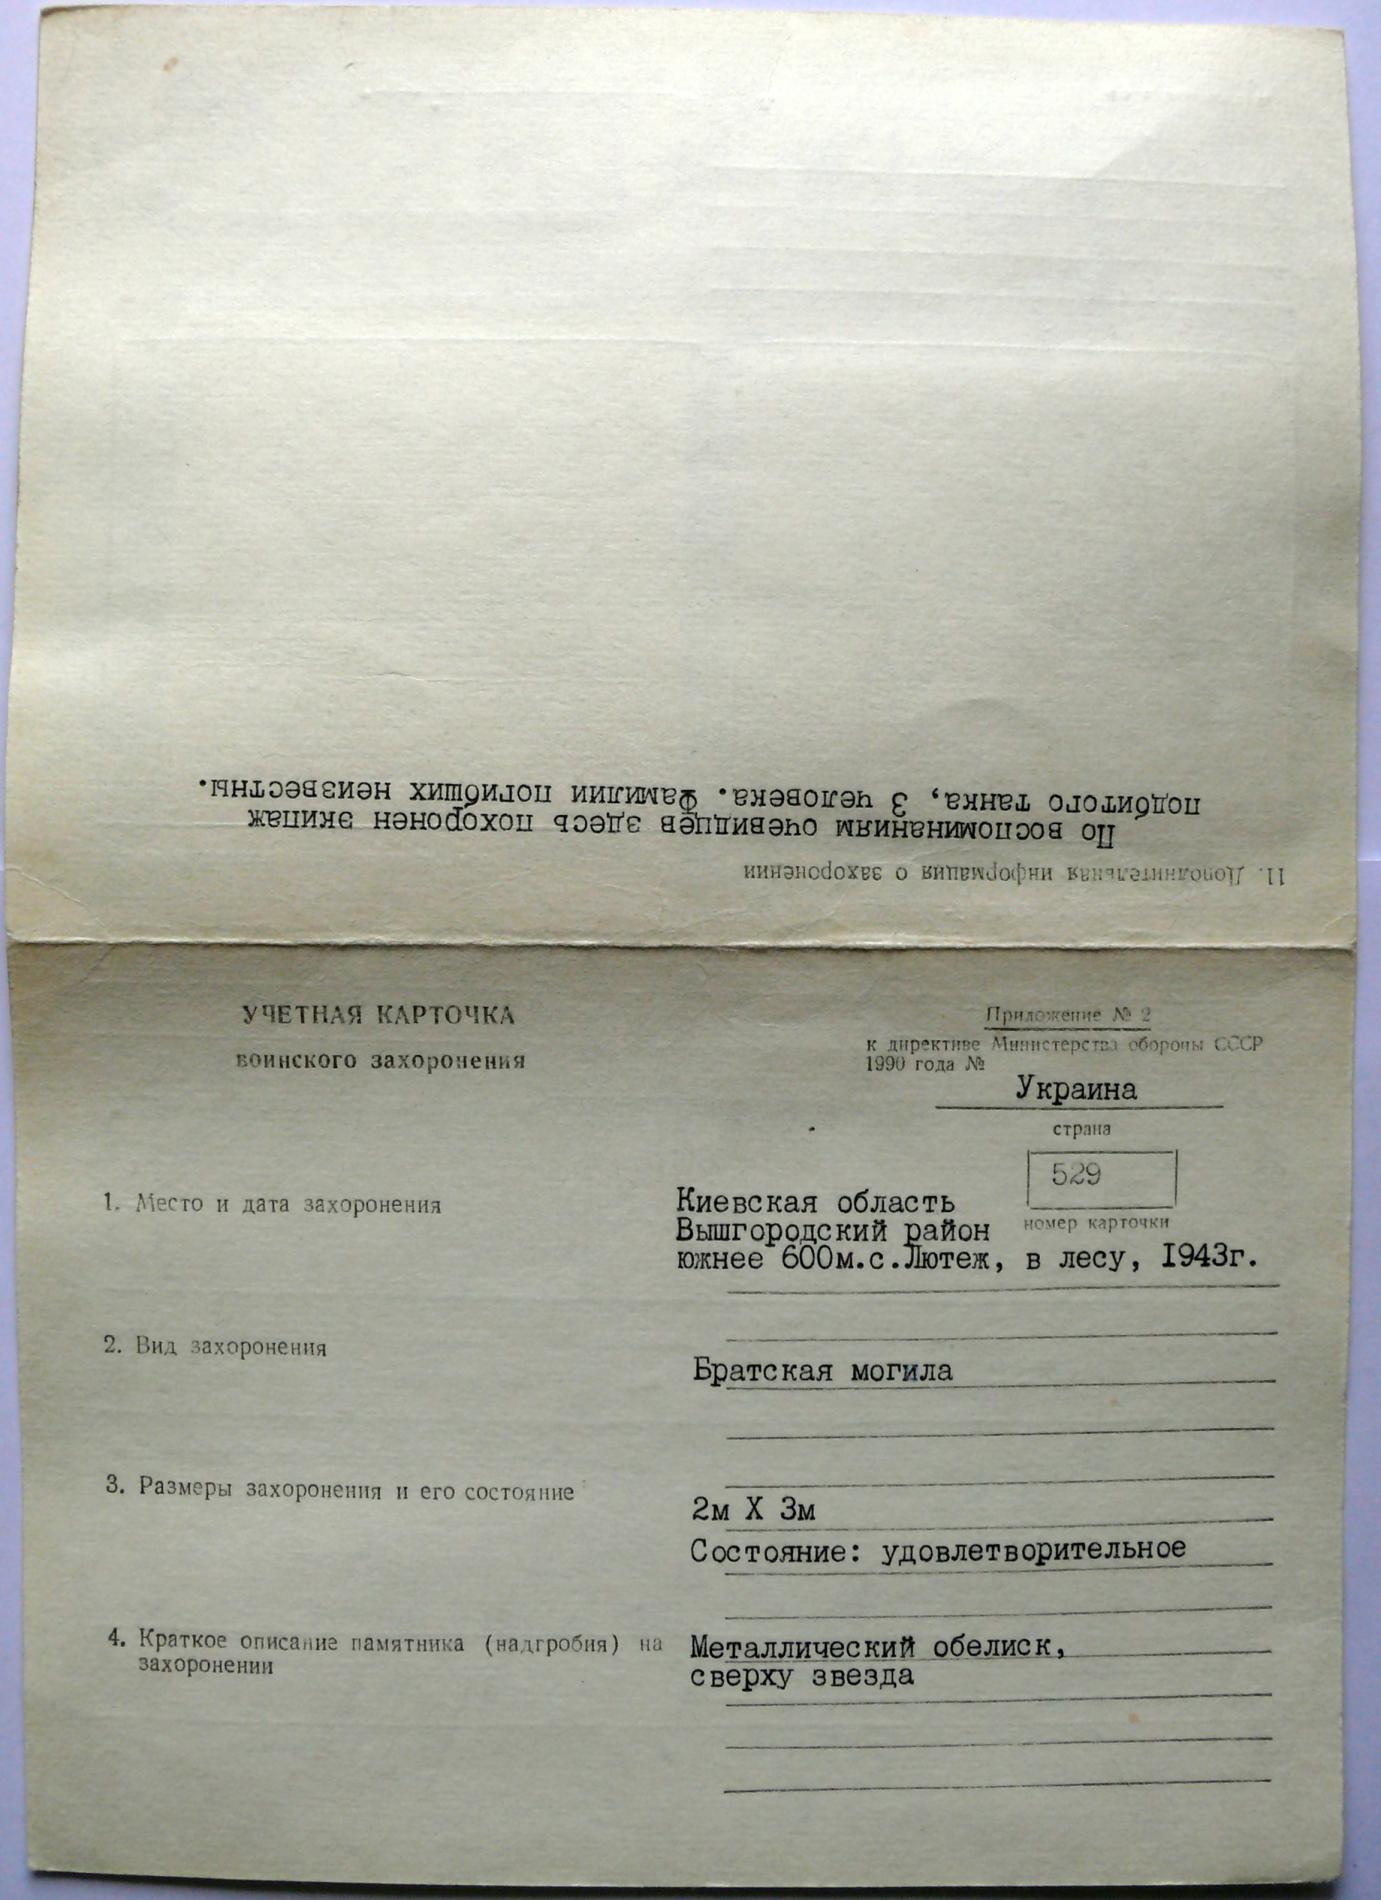 11. Дополнительная информация о захоронении
По воспоминаниям очевидцев здесь похоронен экипаж
подбитого танка, 3 человека. Фамилии погибших неизвестны.
УЧЕТНАЯ КАРТОЧКА
воинского захоронения
Приложение № 2
к директиве Министерства обороны СССР
1990 года №
Украина
страна
529
номер карточки
1. Место и дата захоронения
Киевская область
Вышгородский район
южнее 600м.с.Лютеж, в лесу, 1943г.
2. Вид захоронения
Братская могила
3. Размеры захоронения и его состояние
2м X 3м
Состояние: удовлетворительное
4. Краткое описание памятника (надгробия) на
захоронении
Металлический обелиск,
сверху звезда